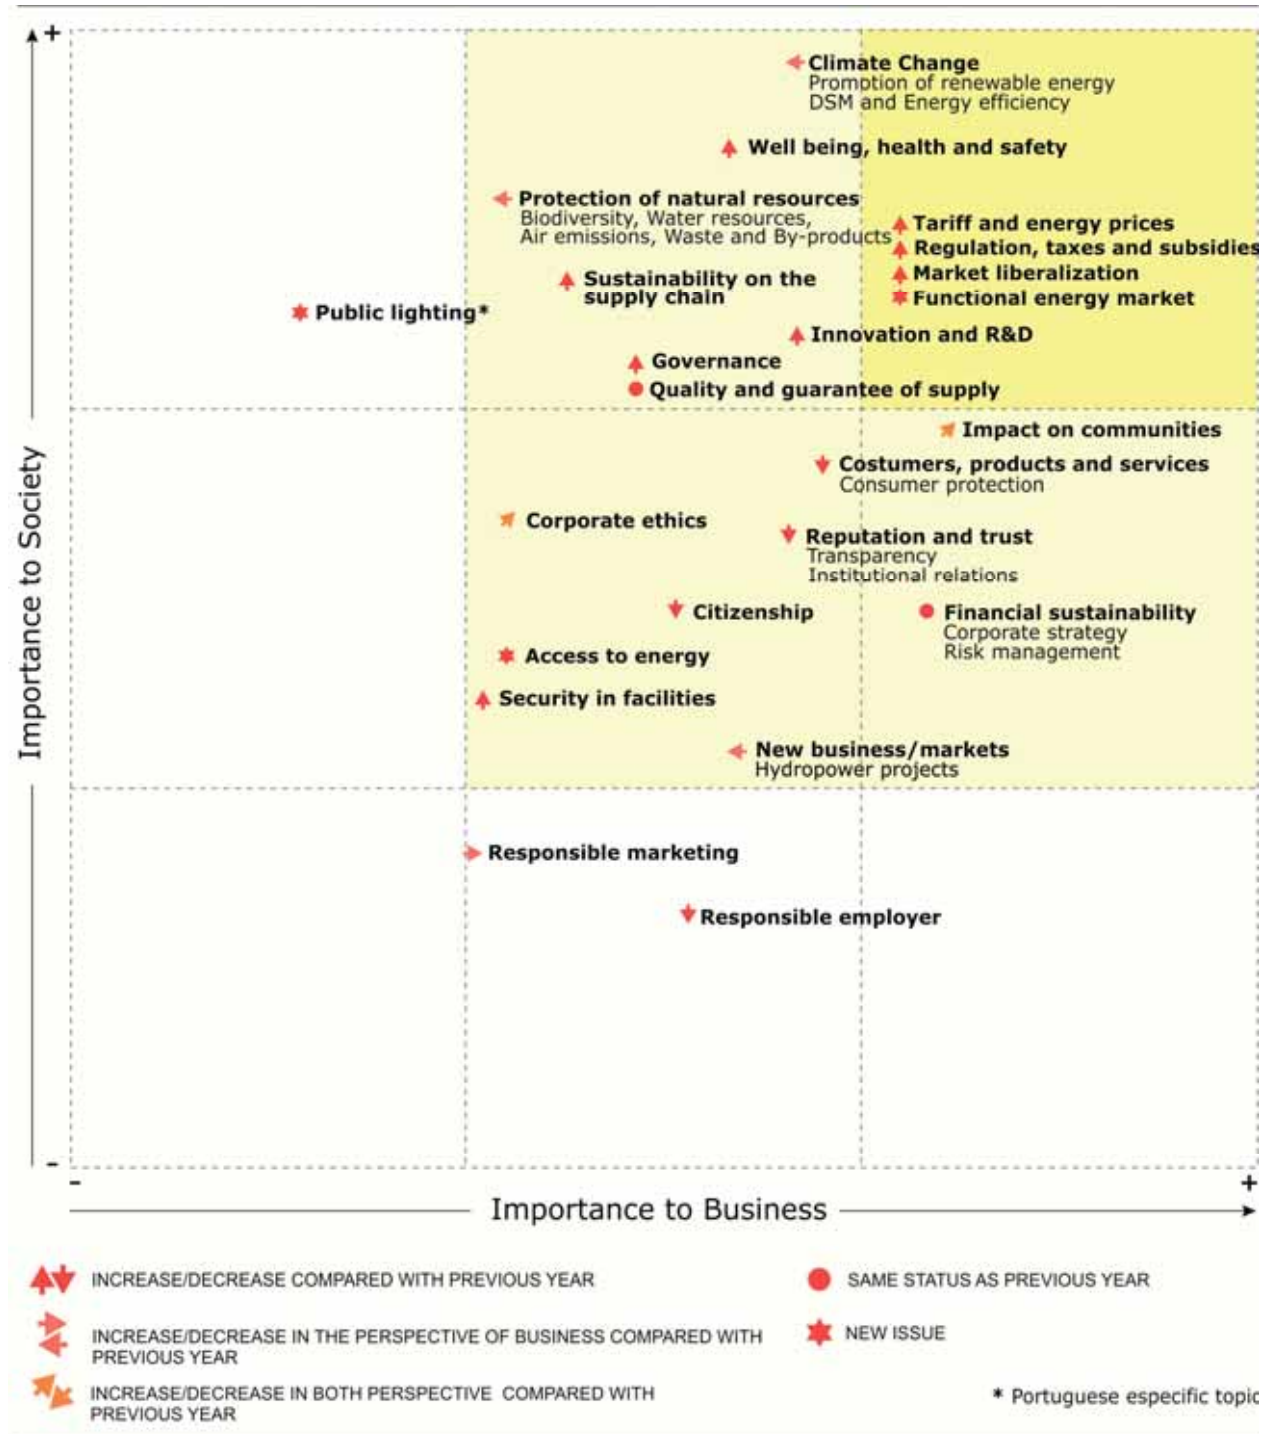 +
Climate Change
Promotion of renewable energy
DSM and Energy efficiency
Well being, health and safety
Protection of natural resources
Biodiversity, Water resources,
Air emissions, Waste and By-products
Tariff and energy prices
Regulation, taxes and subsidies
Market liberalization
Functional energy market
Sustainability on the
supply chain
Public lighting*
Innovation and R&D
Governance
Quality and guarantee of supply
Impact on communities
Costumers, products and services
Consumer protection
Corporate ethics
Reputation and trust
Transparency
Institutional relations
Citizenship
Financial sustainability
Corporate strategy
Risk management
Access to energy
Security in facilities
New business/markets
Hydropower projects
Responsible marketing
Responsible employer
Importance to Society
-
-
+
Importance to Business
INCREASE/DECREASE COMPARED WITH PREVIOUS YEAR
SAME STATUS AS PREVIOUS YEAR
INCREASE/DECREASE IN THE PERSPECTIVE OF BUSINESS COMPARED WITH
PREVIOUS YEAR
NEW ISSUE
INCREASE/DECREASE IN BOTH PERSPECTIVE COMPARED WITH
PREVIOUS YEAR
* Portuguese especific topic